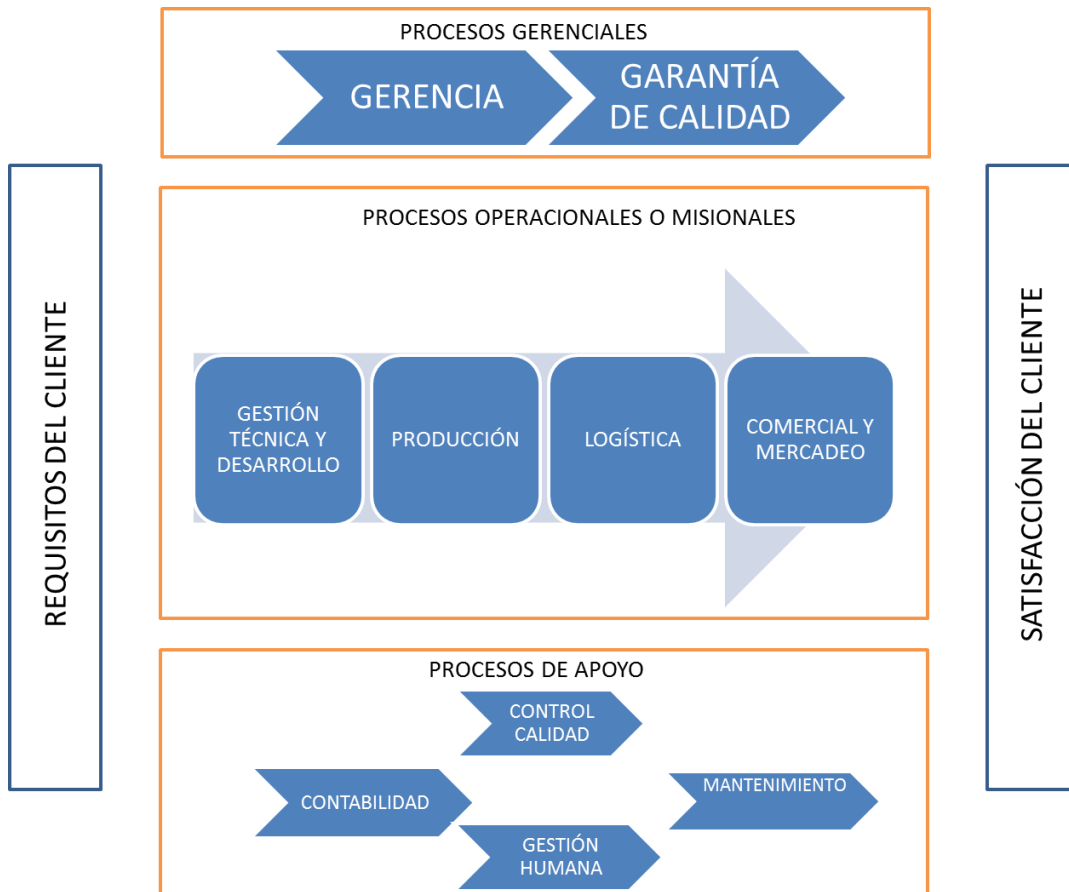 PROCESOS GERENCIALES
GERENCIA
GARANTÍA
DE CALIDAD
REQUISITOS DEL CLIENTE
PROCESOS OPERACIONALES O MISIONALES
GESTIÓN
TÉCNICA Y
DESARROLLO
PRODUCCIÓN
LOGÍSTICA
COMERCIAL Y
MERCADEO
SATISFACCIÓN DEL CLIENTE
PROCESOS DE APOYO
CONTROL
CALIDAD
CONTABILIDAD
MANTENIMIENTO
GESTIÓN
HUMANA